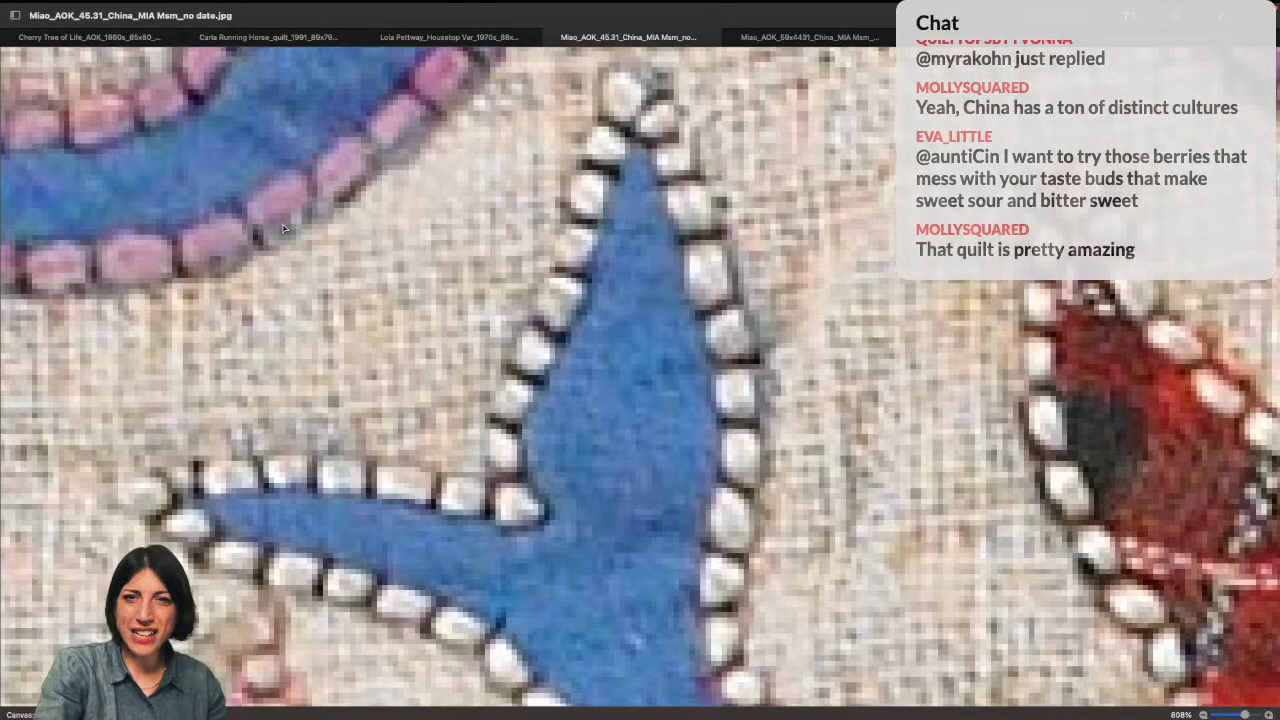 Miao_AOK_45.31_China_MIA Msm_no date.jpg
Cherry Tree of Life_AOK_1860s_85x80_...
Carla Running Horse_quilt_1991_89x79...
Lola Pettway_Housetop Var_1970s_88x...
Miao_AOK_45.31_China_MIA Msm_no...
Miao_AOK_59x4431_China_MIA Msm_...
Chat
QUILTTOPSBYYVONNA
@myrakohn just replied
MOLLYSQUARED
Yeah, China has a ton of distinct cultures
EVA_LITTLE
@auntiCin I want to try those berries that
mess with your taste buds that make
sweet sour and bitter sweet
MOLLYSQUARED
That quilt is pretty amazing
Canvas:
808%